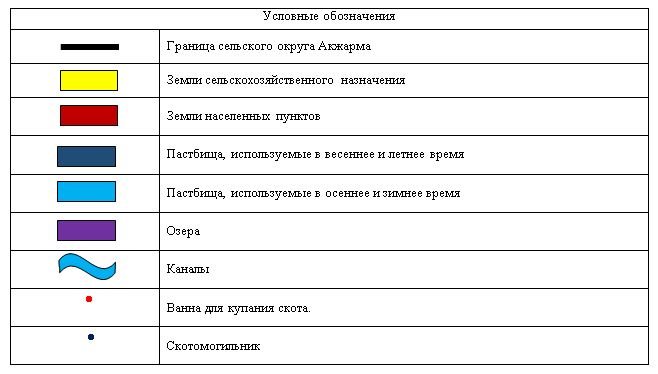 Условные обозначения
Граница сельского округа Акжарма
Земли сельскохозяйственного назначения
Земли населенных пунктов
Пастбища, используемые в весеннее и летнее время
Пастбища, используемые в осеннее и зимнее время
Озера
Каналы
Ванна для купания скота.
Скотомогильник